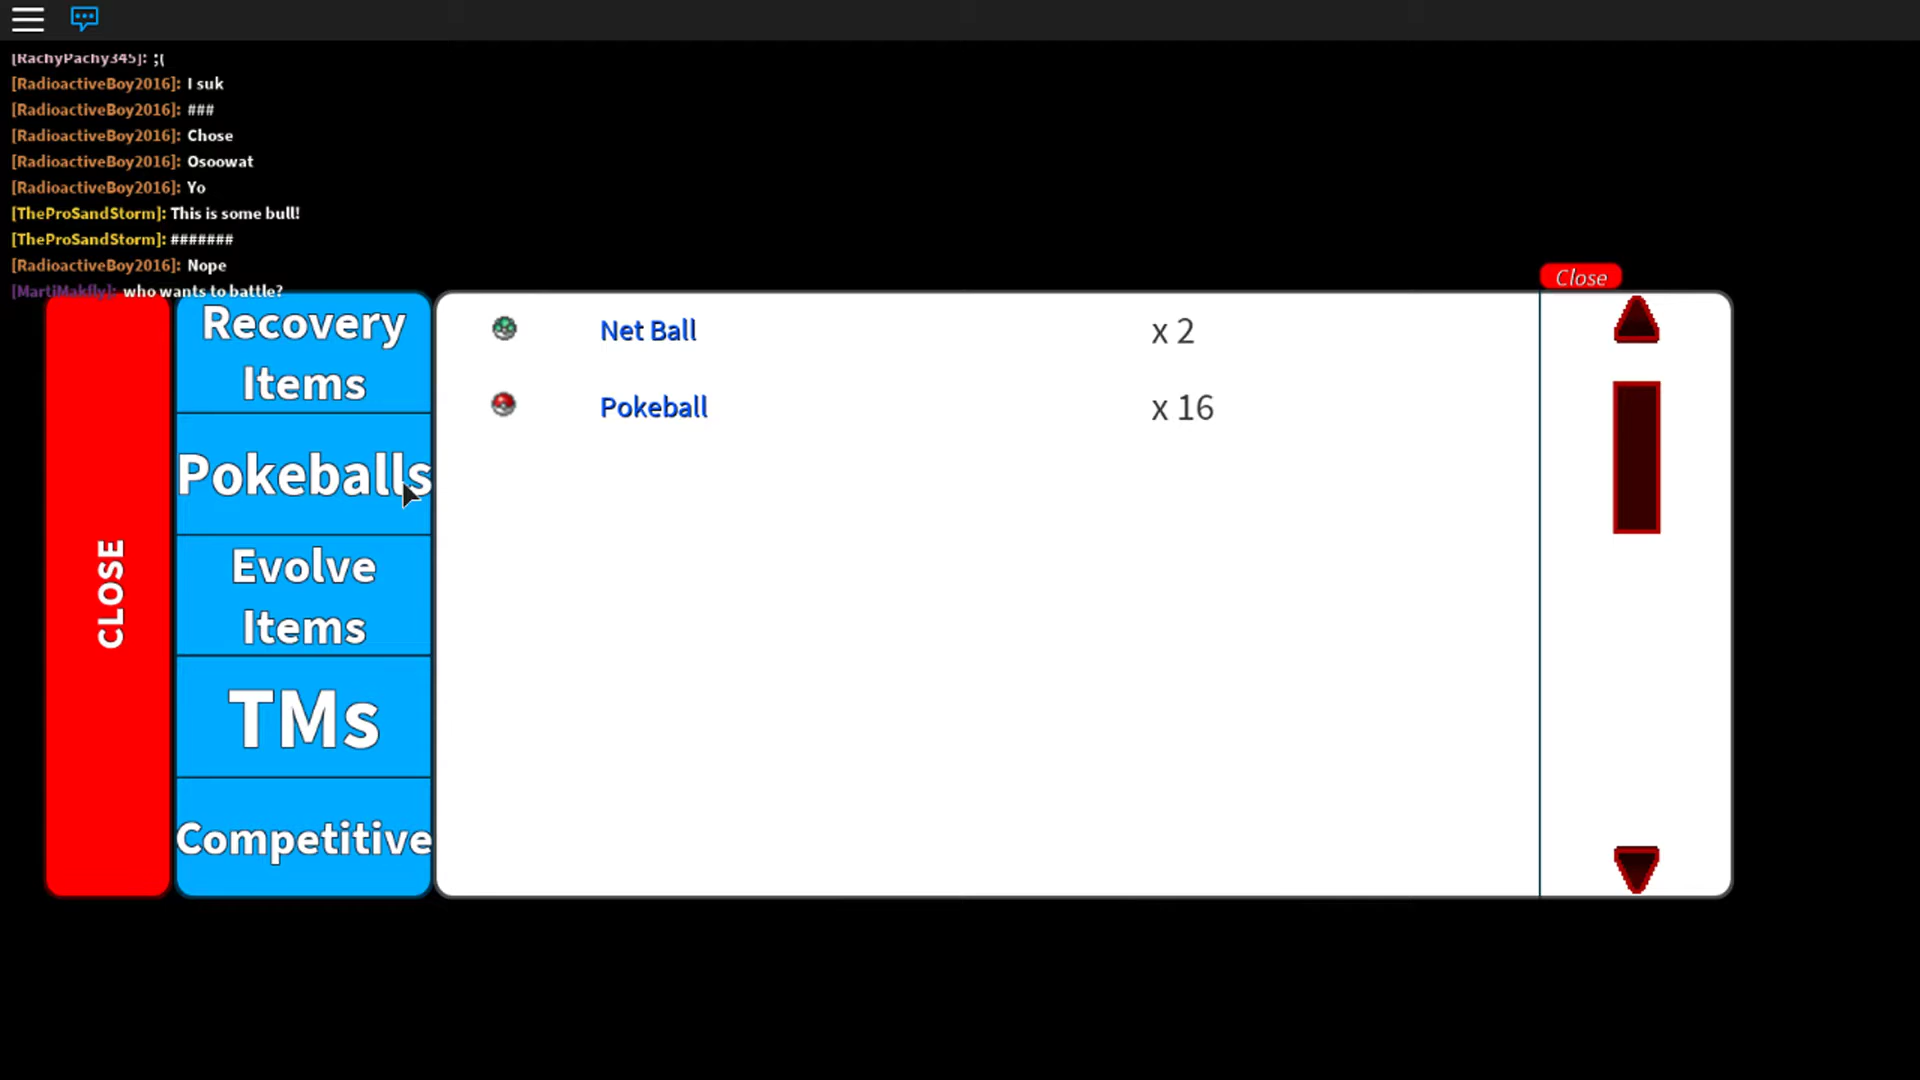 [RachyPachy345]: ;(
[RadioactiveBoy2016]: I suk
[RadioactiveBoy2016]: ###
[RadioactiveBoy2016]: Chose
[RadioactiveBoy2016]: Osoowat
[RadioactiveBoy2016]: Yo
[TheProSandStorm]: This is some bull!
[TheProSandStorm]: #######
[RadioactiveBoy2016]: Nope
[MartiMakfly]: who wants to battle?
Close
CLOSE
Recovery
Items
Pokeballs
Evolve
Items
TMs
Competitive
Net Ball x 2
Pokeball x 16